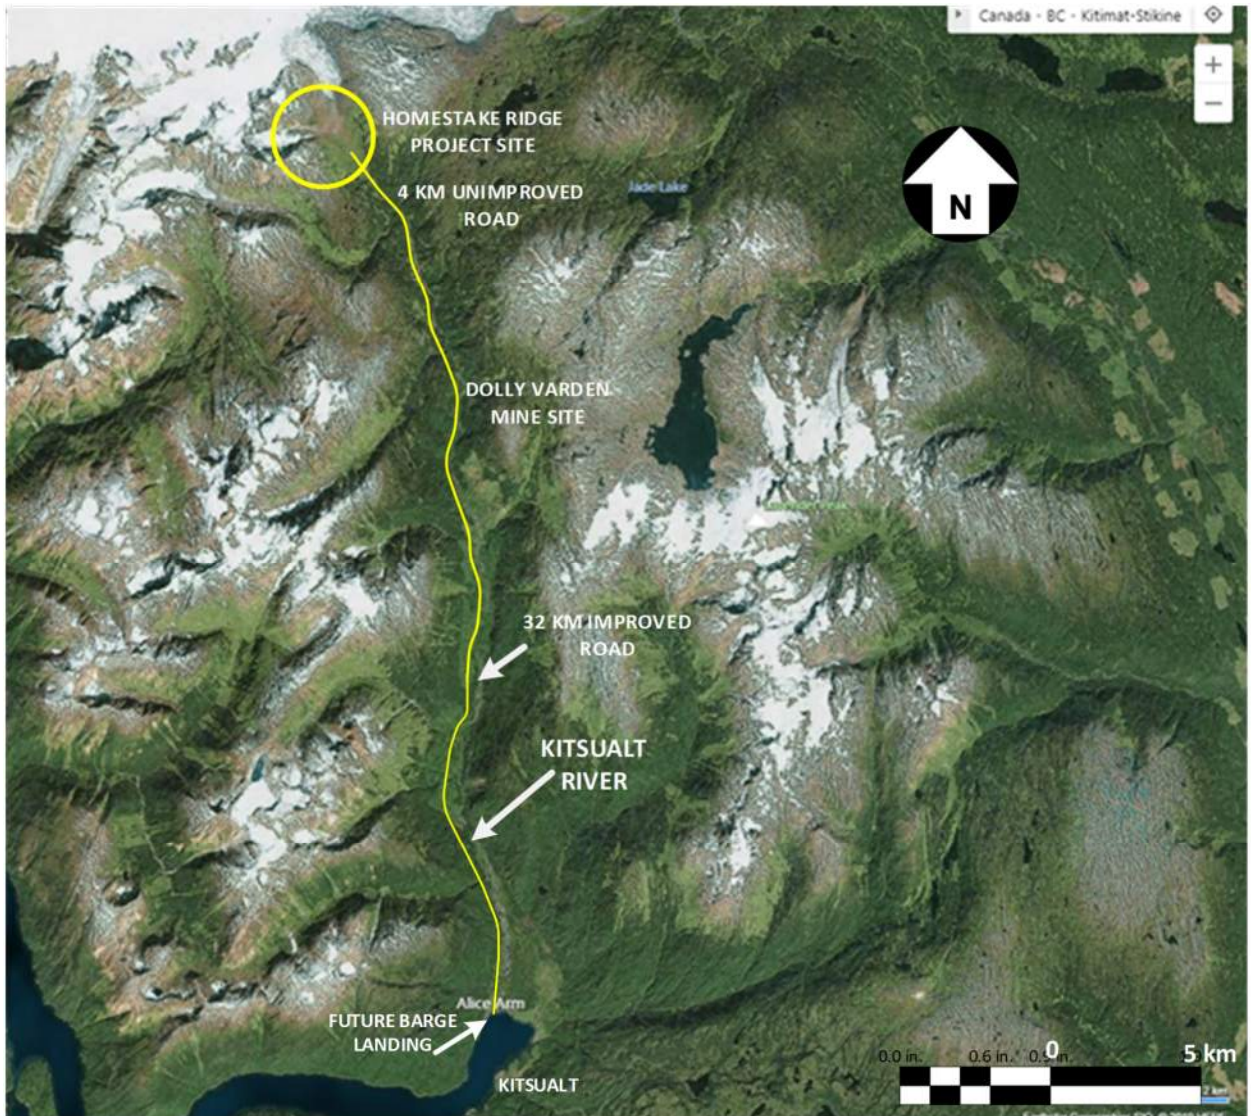 Canada - BC - Kitimat-Stikine
+
−
HOMESTAKE RIDGE
PROJECT SITE
4 KM UNIMPROVED
ROAD
Jade Lake
N
DOLLY VARDEN
MINE SITE
32 KM IMPROVED
ROAD
KITSUALT
RIVER
Alice Arm
FUTURE BARGE
LANDING
KITSUALT
0 5 km
0.0 in. 0.6 in.
2 km